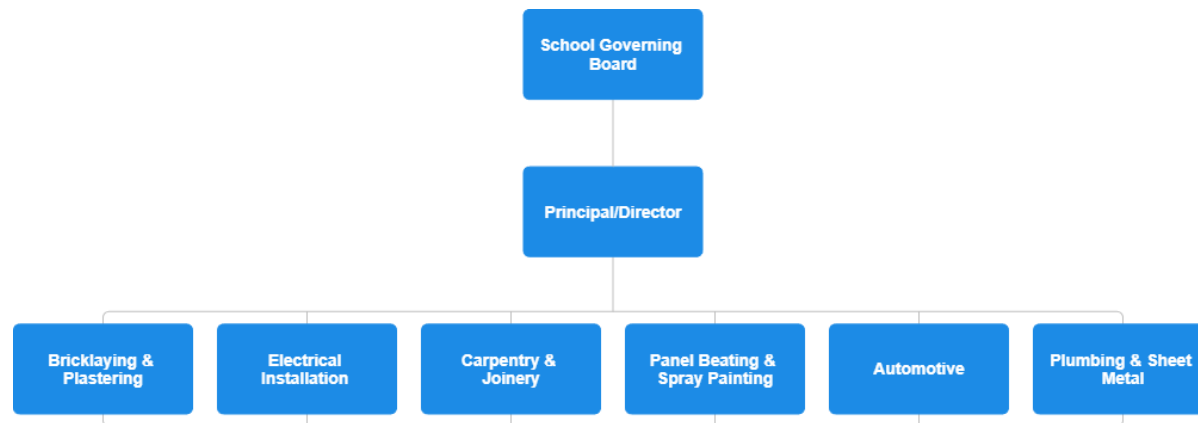 School Governing
Board
Principal/Director
Bricklaying &
Plastering
Electrical
Installation
Carpentry &
Joinery
Panel Beating &
Spray Painting
Automotive
Plumbing & Sheet
Metal